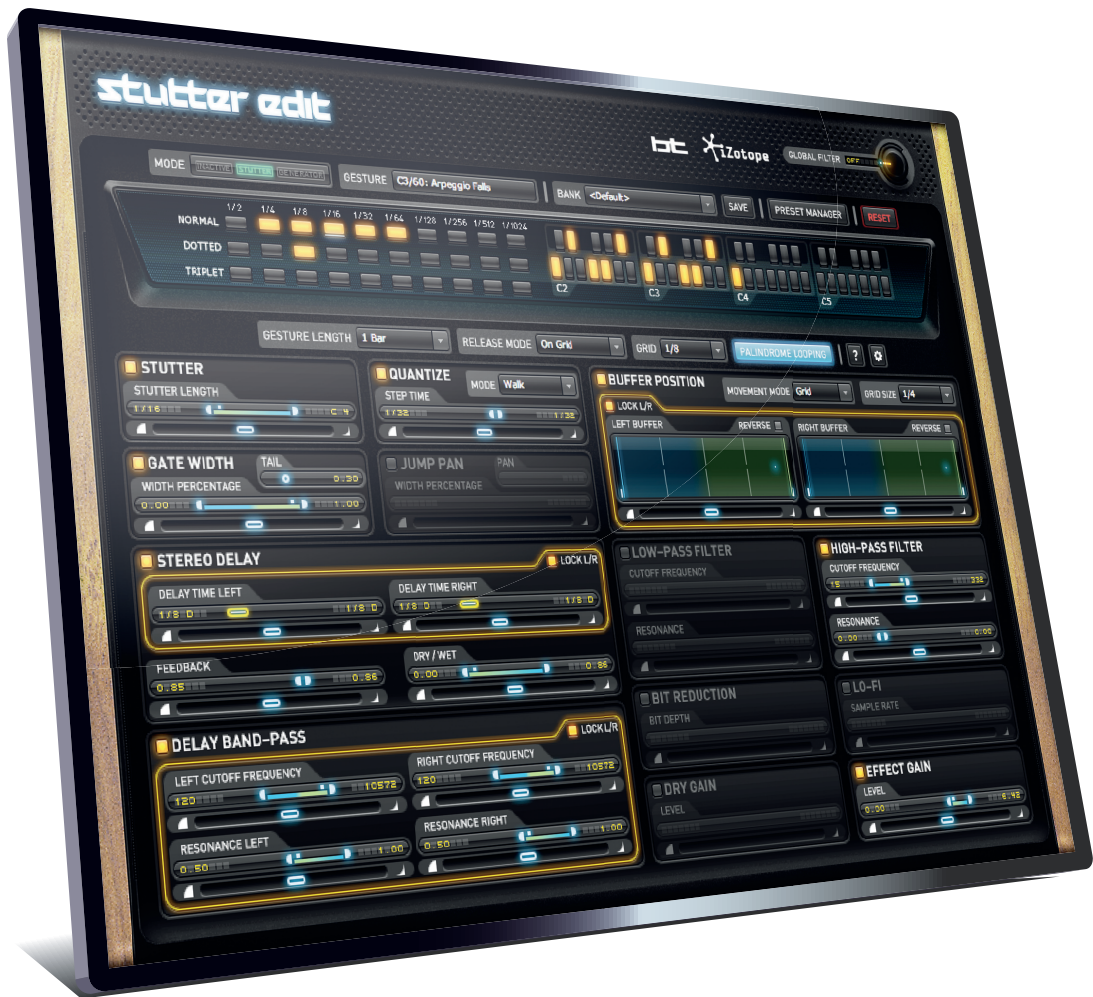 stutter edit
bt iZotope GLOBAL FILTER OFF
MODE INACTIVE STUTTER GENERATOR GESTURE C3/60: Arpeggio Falls BANK <Default> SAVE PRESET MANAGER RESET
1/2 1/4 1/8 1/16 1/32 1/64 1/128 1/256 1/512 1/1024
NORMAL
DOTTED
TRIPLET
C2 C3 C4 C5
GESTURE LENGTH 1 Bar RELEASE MODE On Grid GRID 1/8 PALINDROME LOOPING ?
STUTTER
STUTTER LENGTH
1/16 C 4
QUANTIZE MODE Walk
STEP TIME
1/32 1/32
BUFFER POSITION MOVEMENT MODE Grid GRID SIZE 1/4
LOCK L/R
LEFT BUFFER REVERSE RIGHT BUFFER REVERSE
GATE WIDTH TAIL
0.30
WIDTH PERCENTAGE
0.00 1.00
JUMP PAN PAN
WIDTH PERCENTAGE
STEREO DELAY LOCK L/R
DELAY TIME LEFT DELAY TIME RIGHT
1/8 D 1/8 D 1/8 D 1/8 D
FEEDBACK DRY / WET
0.85 0.86 0.00 0.86
LOW-PASS FILTER
CUTOFF FREQUENCY
RESONANCE
HIGH-PASS FILTER
CUTOFF FREQUENCY
15 332
RESONANCE
0.00 0.00
DELAY BAND-PASS LOCK L/R
LEFT CUTOFF FREQUENCY RIGHT CUTOFF FREQUENCY
120 10572 120 10572
RESONANCE LEFT RESONANCE RIGHT
0.50 1.00 0.50 1.00
BIT REDUCTION
BIT DEPTH
LO-FI
SAMPLE RATE
DRY GAIN
LEVEL
EFFECT GAIN
LEVEL
0.00 6.42